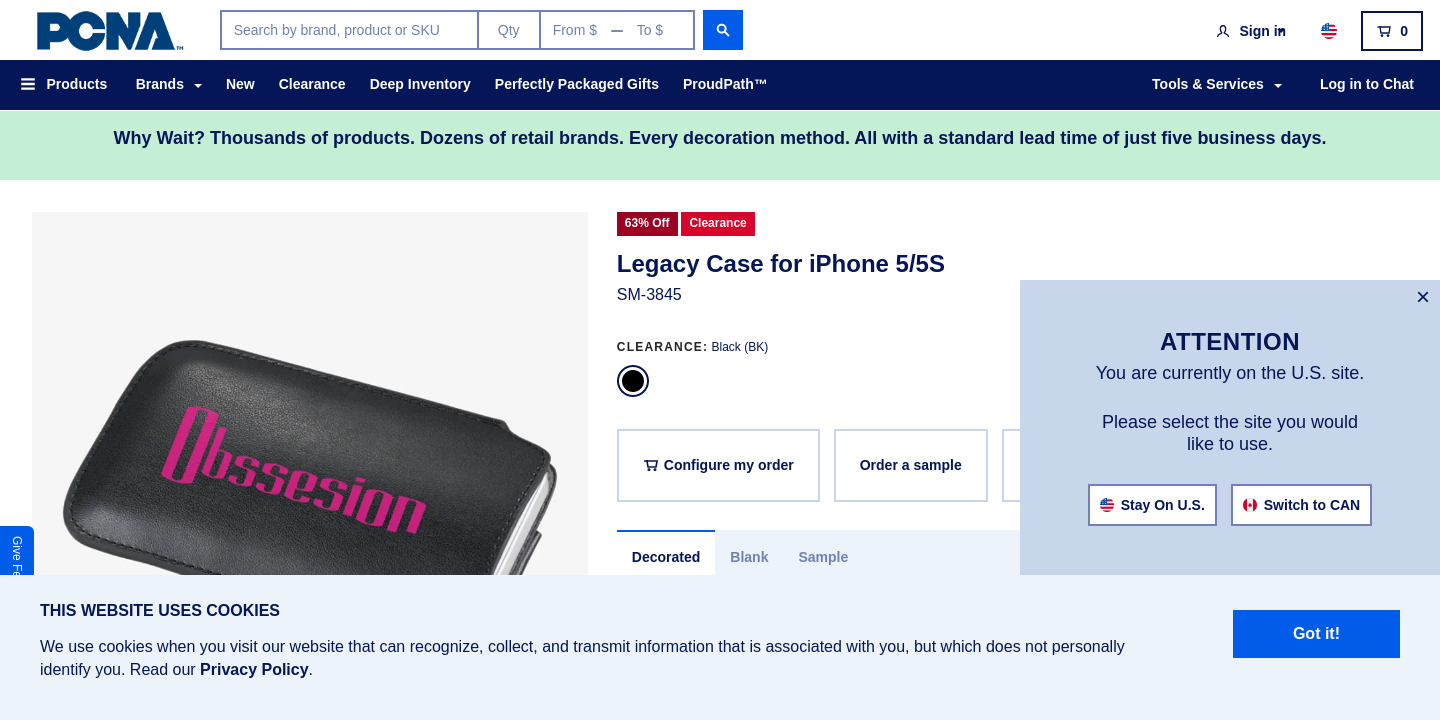 PCNA™
Search by brand, product or SKU
Qty
From $ — To $
Sign in
0
Products
Brands
New
Clearance
Deep Inventory
Perfectly Packaged Gifts
ProudPath™
Tools & Services
Log in to Chat
Why Wait? Thousands of products. Dozens of retail brands. Every decoration method. All with a standard lead time of just five business days.
63% Off
Clearance
Legacy Case for iPhone 5/5S
SM-3845
CLEARANCE: Black (BK)
Configure my order
Order a sample
Decorated
Blank
Sample
Obssesion
Give Fe
×
ATTENTION
You are currently on the U.S. site.
Please select the site you would
like to use.
Stay On U.S.
Switch to CAN
THIS WEBSITE USES COOKIES
We use cookies when you visit our website that can recognize, collect, and transmit information that is associated with you, but which does not personally
identify you. Read our Privacy Policy.
Got it!